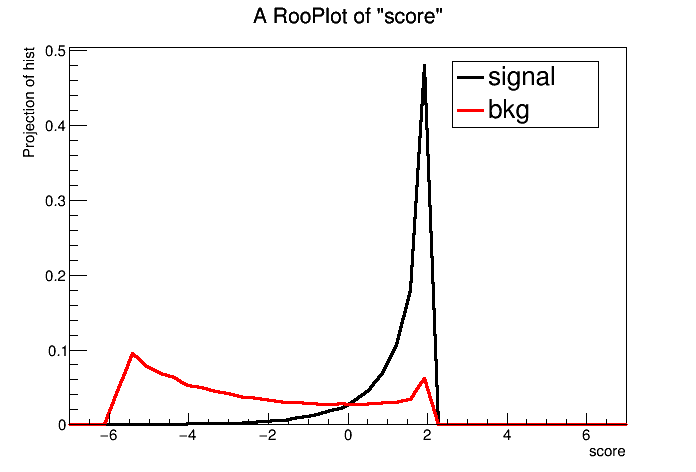 A RooPlot of "score"
Projection of hist
0.5
0.4
0.3
0.2
0.1
0
signal
bkg
−6 −4 −2 0 2 4 6
score